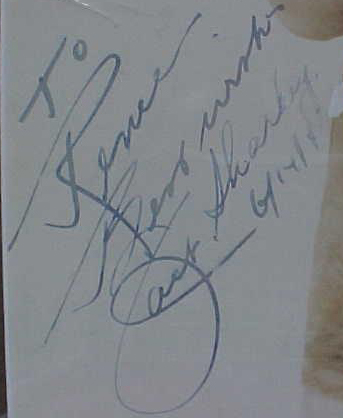 To
Renee
Best wishes
Jack Sharkey